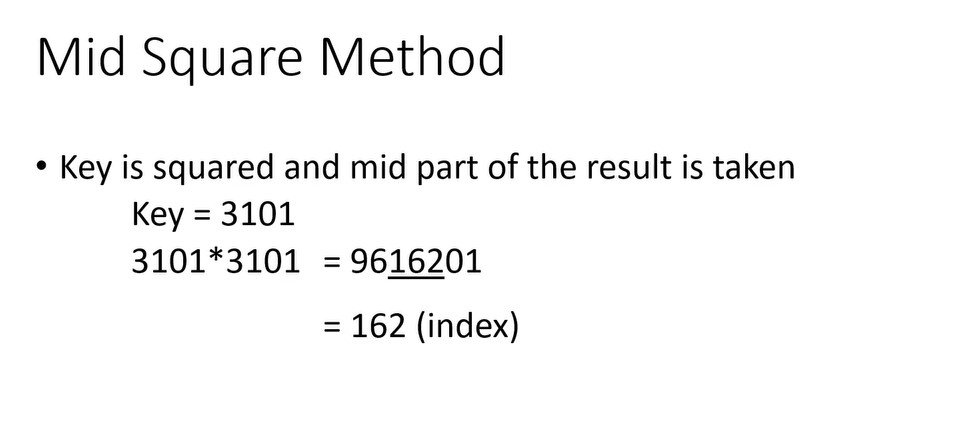 Mid Square Method
• Key is squared and mid part of the result is taken
Key = 3101
3101*3101 = 9616201
= 162 (index)